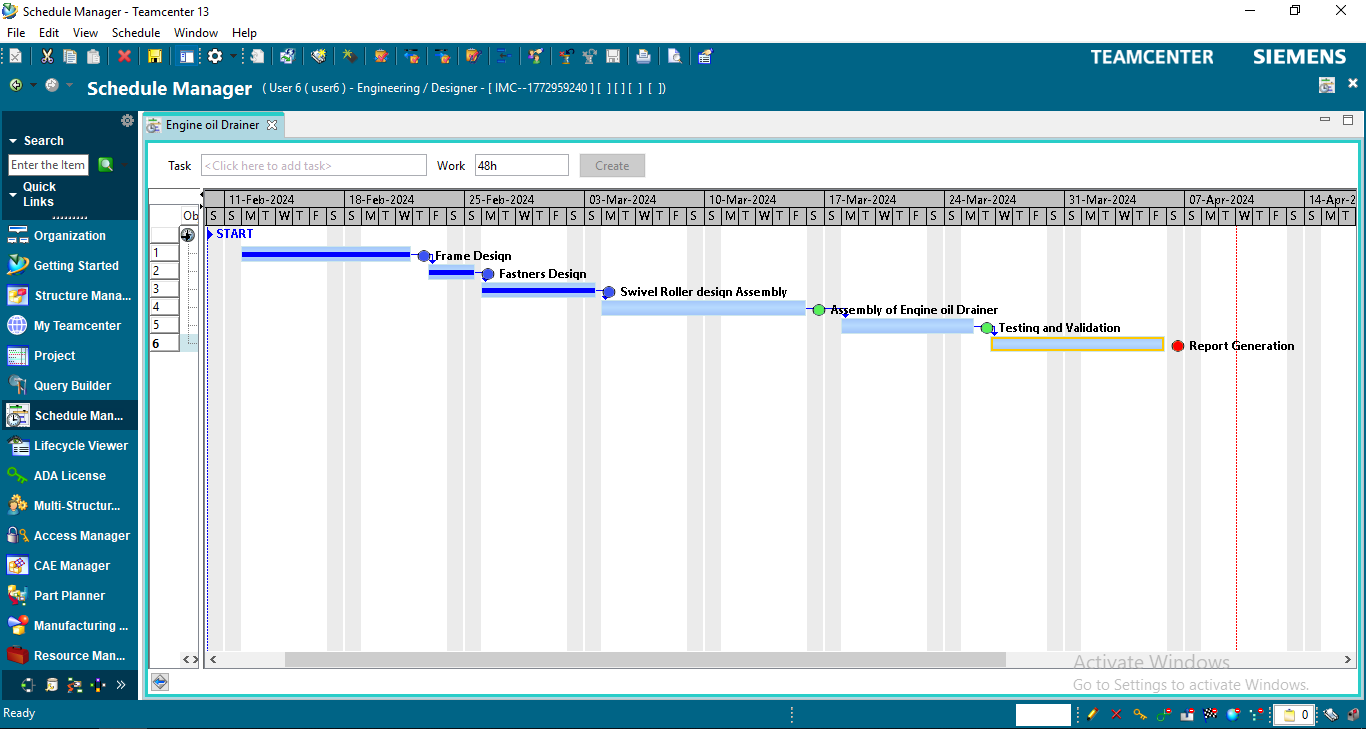 Schedule Manager - Teamcenter 13
File Edit View Schedule Window Help
TEAMCENTER SIEMENS
Schedule Manager ( User 6 ( user6 ) - Engineering / Designer - [ IMC--1772959240 ] [ ] [ ] [ ] [ ])
Search
Enter the Item
Quick
Links
Organization
Getting Started
Structure Mana...
My Teamcenter
Project
Query Builder
Schedule Man...
Lifecycle Viewer
ADA License
Multi-Structur...
Access Manager
CAE Manager
Part Planner
Manufacturing ...
Resource Man...
Engine oil Drainer
Task <Click here to add task> Work 48h Create
11-Feb-2024 18-Feb-2024 25-Feb-2024 03-Mar-2024 10-Mar-2024 17-Mar-2024 24-Mar-2024 31-Mar-2024 07-Apr-2024 14-Apr-2
Ob S S M T W T F S S M T W T F S S M T W T F S S M T W T F S S M T W T F S S M T W T F S S M T W T F S S M T W T F S S M T W T F S S M T
START
1 Frame Design
2 Fastners Design
3 Swivel Roller design Assembly
4 Assembly of Engine oil Drainer
5 Testing and Validation
6 Report Generation
Activate Windows
Go to Settings to activate Windows.
Ready
0